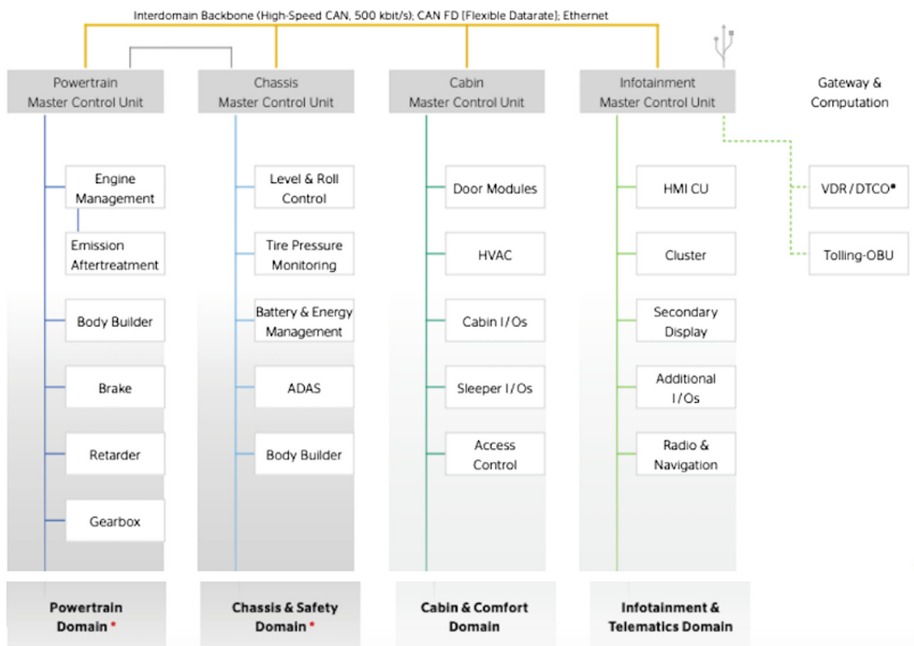 Interdomain Backbone (High-Speed CAN, 500 kbit/s); CAN FD [Flexible Datarate]; Ethernet
Powertrain
Master Control Unit
Chassis
Master Control Unit
Cabin
Master Control Unit
Infotainment
Master Control Unit
Gateway &
Computation
Engine
Management
Emission
Aftertreatment
Body Builder
Brake
Retarder
Gearbox
Level & Roll
Control
Tire Pressure
Monitoring
Battery & Energy
Management
ADAS
Body Builder
Door Modules
HVAC
Cabin I/Os
Sleeper I/Os
Access
Control
HMI CU
Cluster
Secondary
Display
Additional
I/Os
Radio &
Navigation
VDR/DTCO®
Tolling-OBU
Powertrain
Domain *
Chassis & Safety
Domain *
Cabin & Comfort
Domain
Infotainment &
Telematics Domain